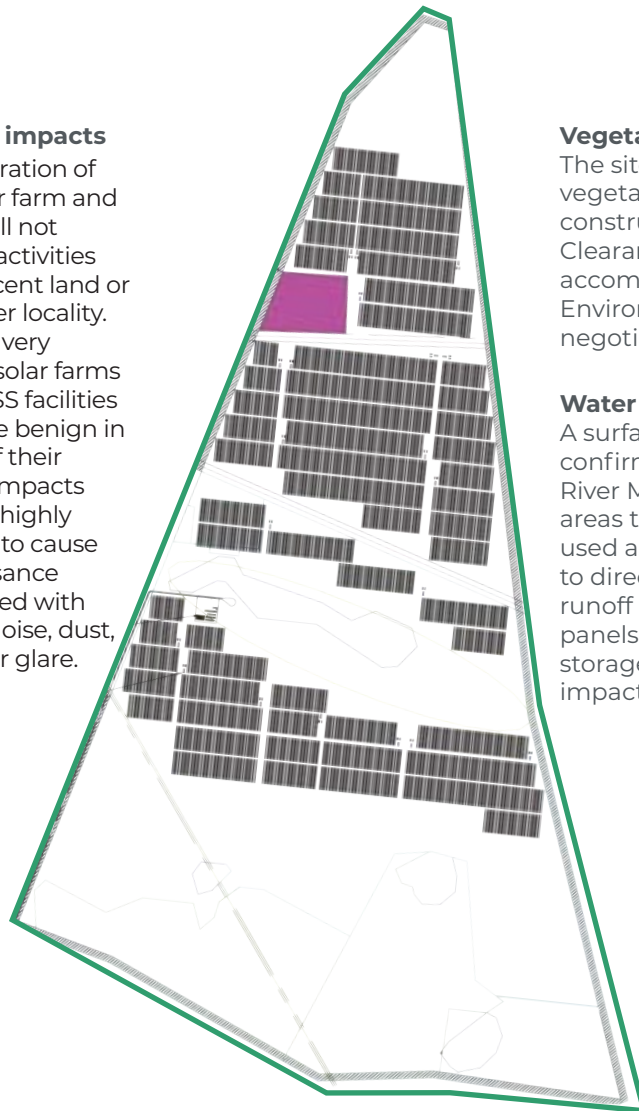 impacts
ration of
r farm and
ll not
activities
cent land or
er locality.
very
solar farms
SS facilities
e benign in
f their
mpacts
highly
to cause
sance
ed with
oise, dust,
r glare.
Vegeta
The sit
vegeta
constru
Clearan
accom
Environ
negoti
Water
A surfa
confirm
River M
areas t
used a
to direc
runoff
panels
storage
impact